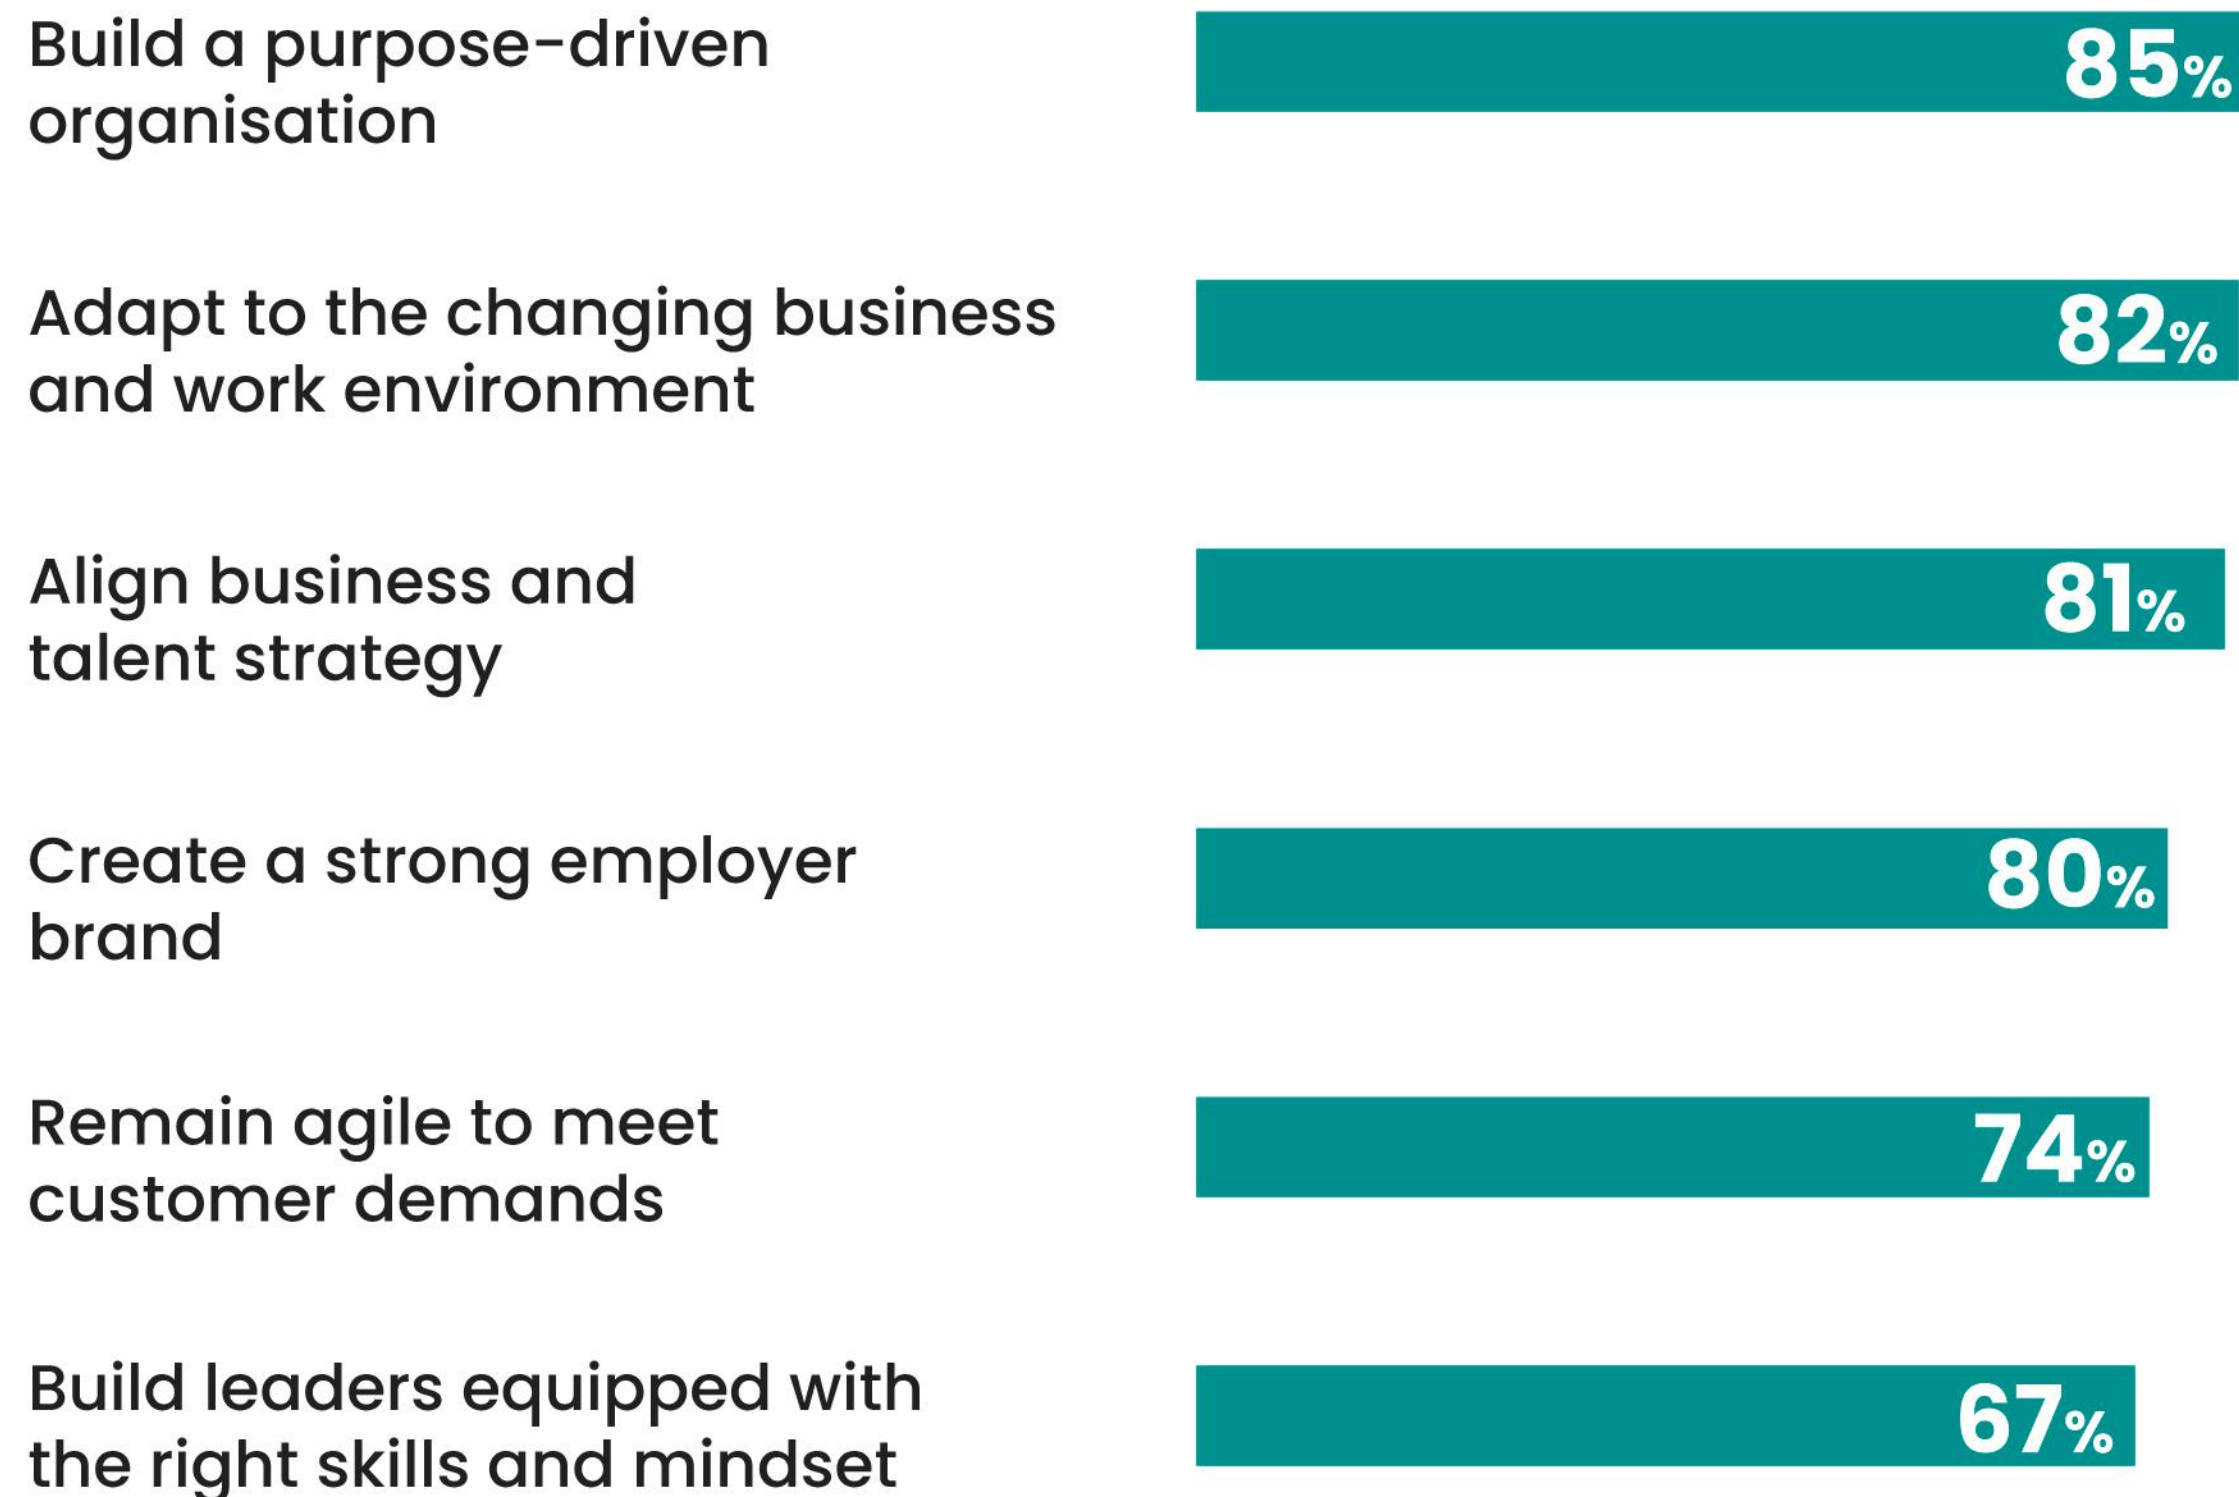 Build a purpose-driven
organisation
85%
Adapt to the changing business
and work environment
82%
Align business and
talent strategy
81%
Create a strong employer
brand
80%
Remain agile to meet
customer demands
74%
Build leaders equipped with
the right skills and mindset
67%